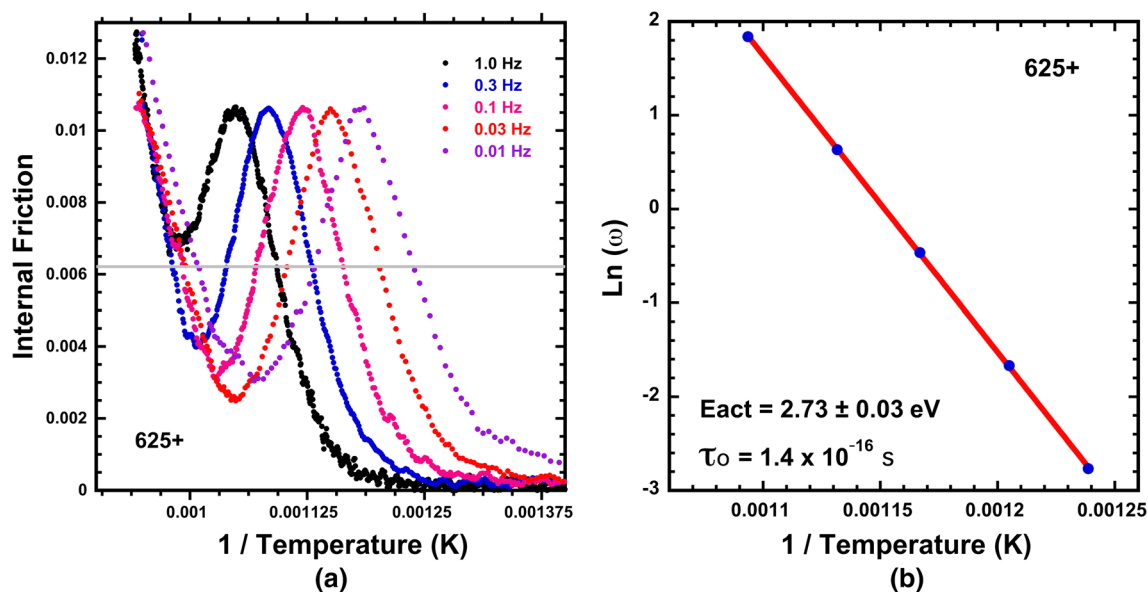 Internal Friction
0.012
0.01
0.008
0.006
0.004
0.002
0
1.0 Hz
0.3 Hz
0.1 Hz
0.03 Hz
0.01 Hz
625+
0.001
0.001125
0.00125
0.001375
1 / Temperature (K)
(a)
Ln (ω)
2
1
0
-1
-2
-3
625+
Eact = 2.73 ± 0.03 eV
τo = 1.4 x 10⁻¹⁶ s
0.0011
0.00115
0.0012
0.00125
1 / Temperature (K)
(b)